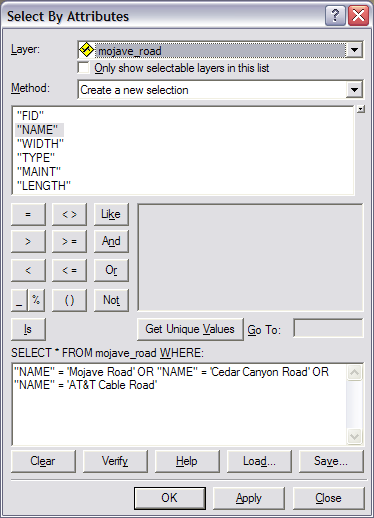 Select By Attributes
Layer: mojave_road
Only show selectable layers in this list
Method: Create a new selection
"FID"
"NAME"
"WIDTH"
"TYPE"
"MAINT"
"LENGTH"
= < > Like
> > = And
< < = Or
_ % ( ) Not
Is Get Unique Values Go To:
SELECT * FROM mojave_road WHERE:
"NAME" = 'Mojave Road' OR "NAME" = 'Cedar Canyon Road' OR
"NAME" = 'AT&T Cable Road'
Clear Verify Help Load... Save...
OK Apply Close